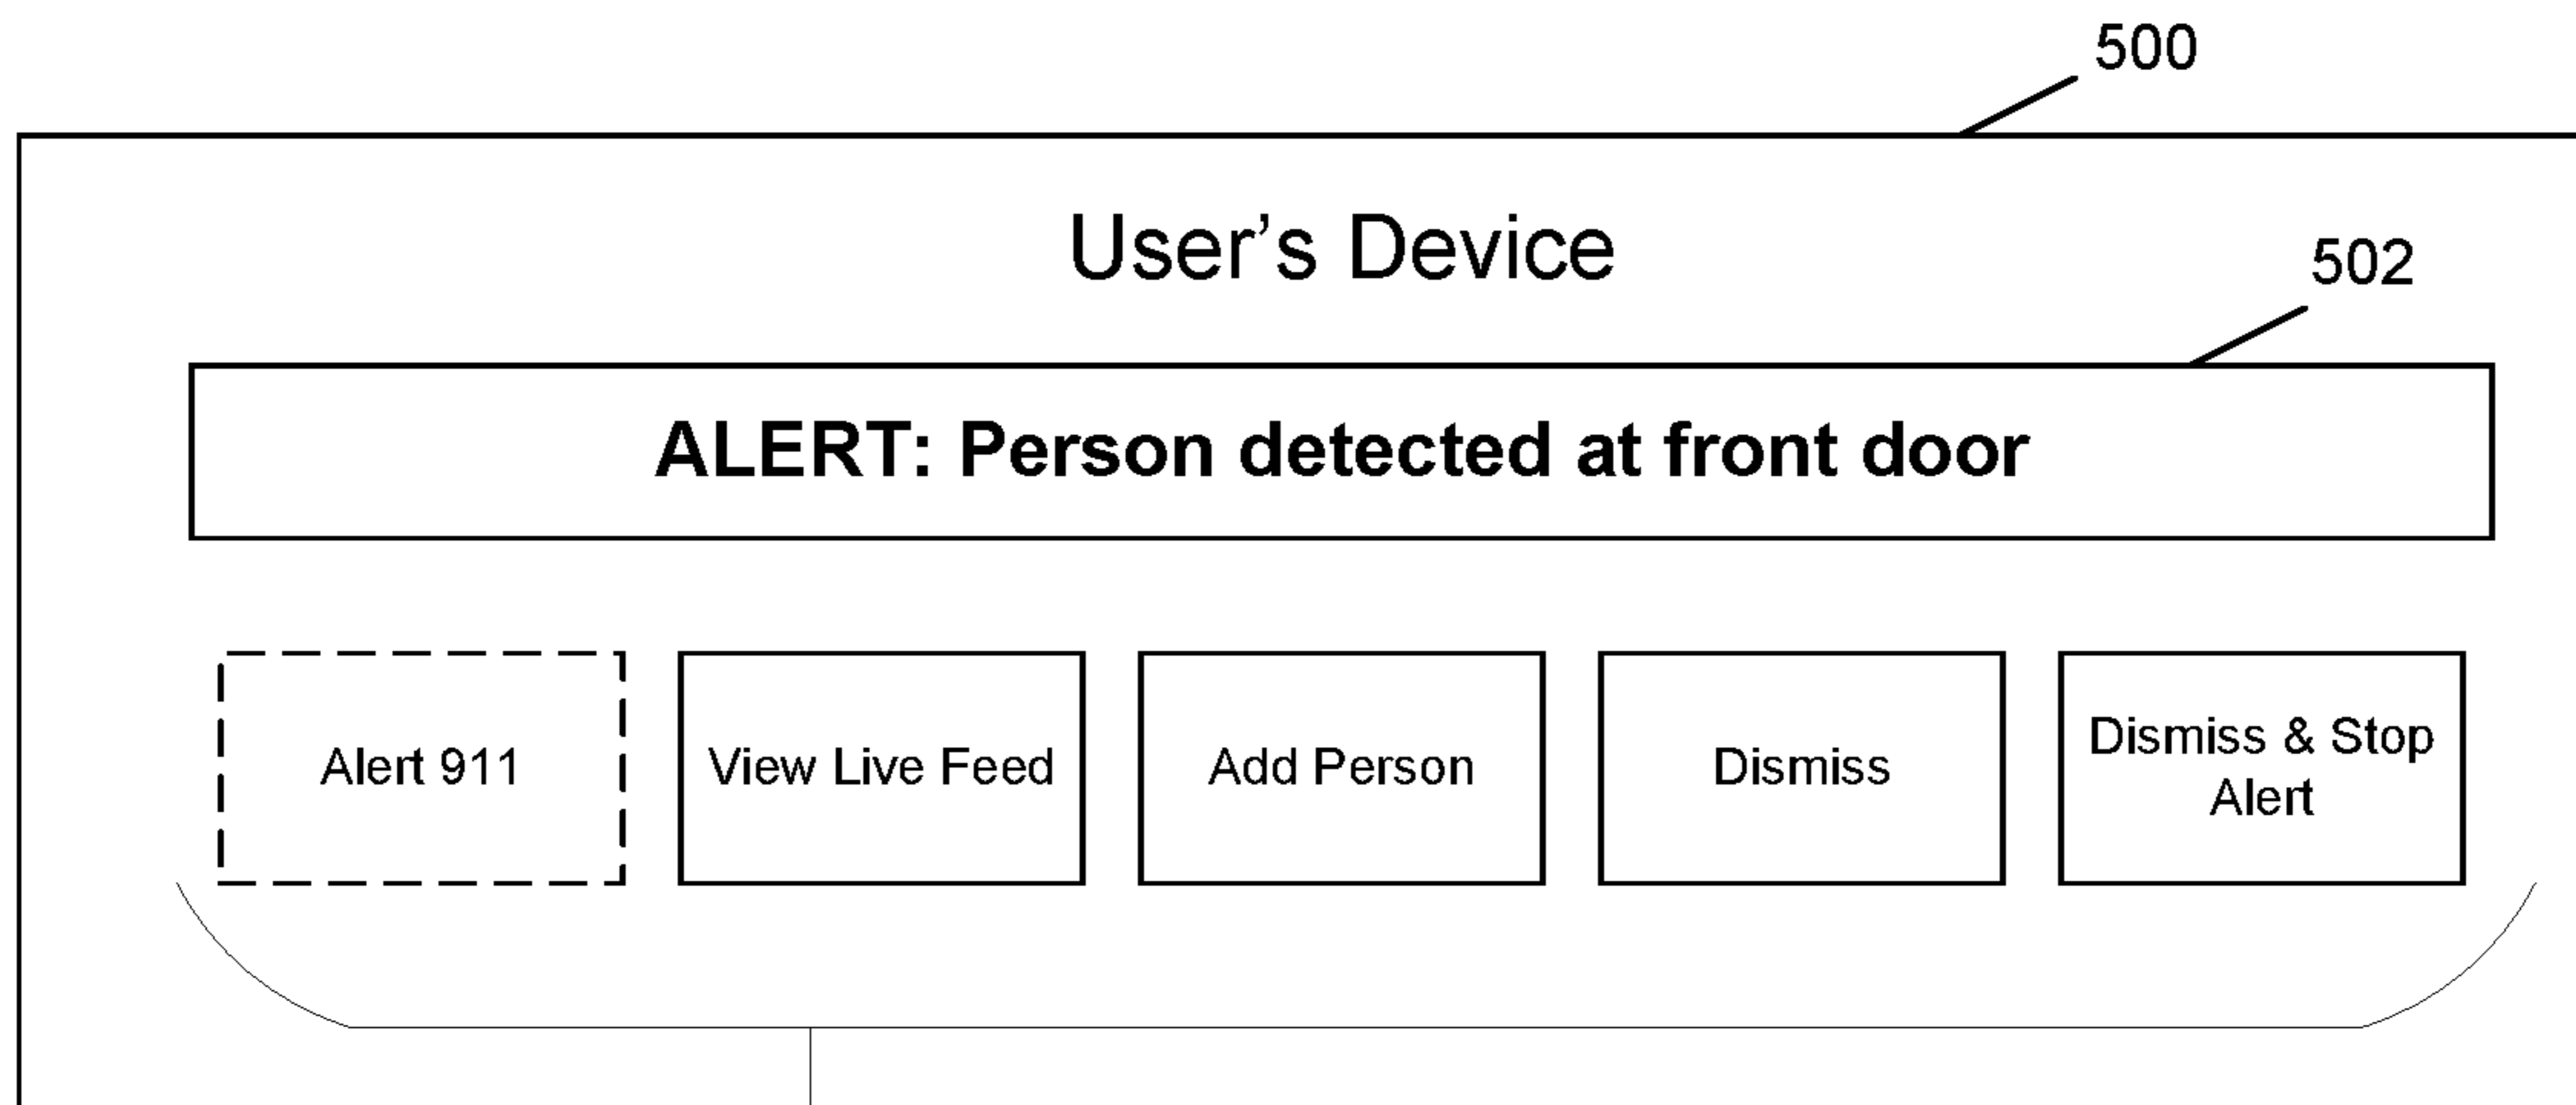 500
User’s Device
502
ALERT: Person detected at front door
Alert 911
View Live Feed
Add Person
Dismiss
Dismiss & Stop
Alert